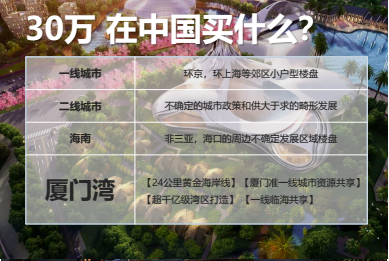 30万 在中国买什么?
一线城市
环京,环上海等郊区小户型楼盘
二线城市
不确定的城市政策和供大于求的畸形发展
海南
非三亚,海口的周边不确定发展区域楼盘
厦门湾
【24公里黄金海岸线】【厦门准一线城市资源共享】
【超千亿级湾区打造】【一线临海共享】